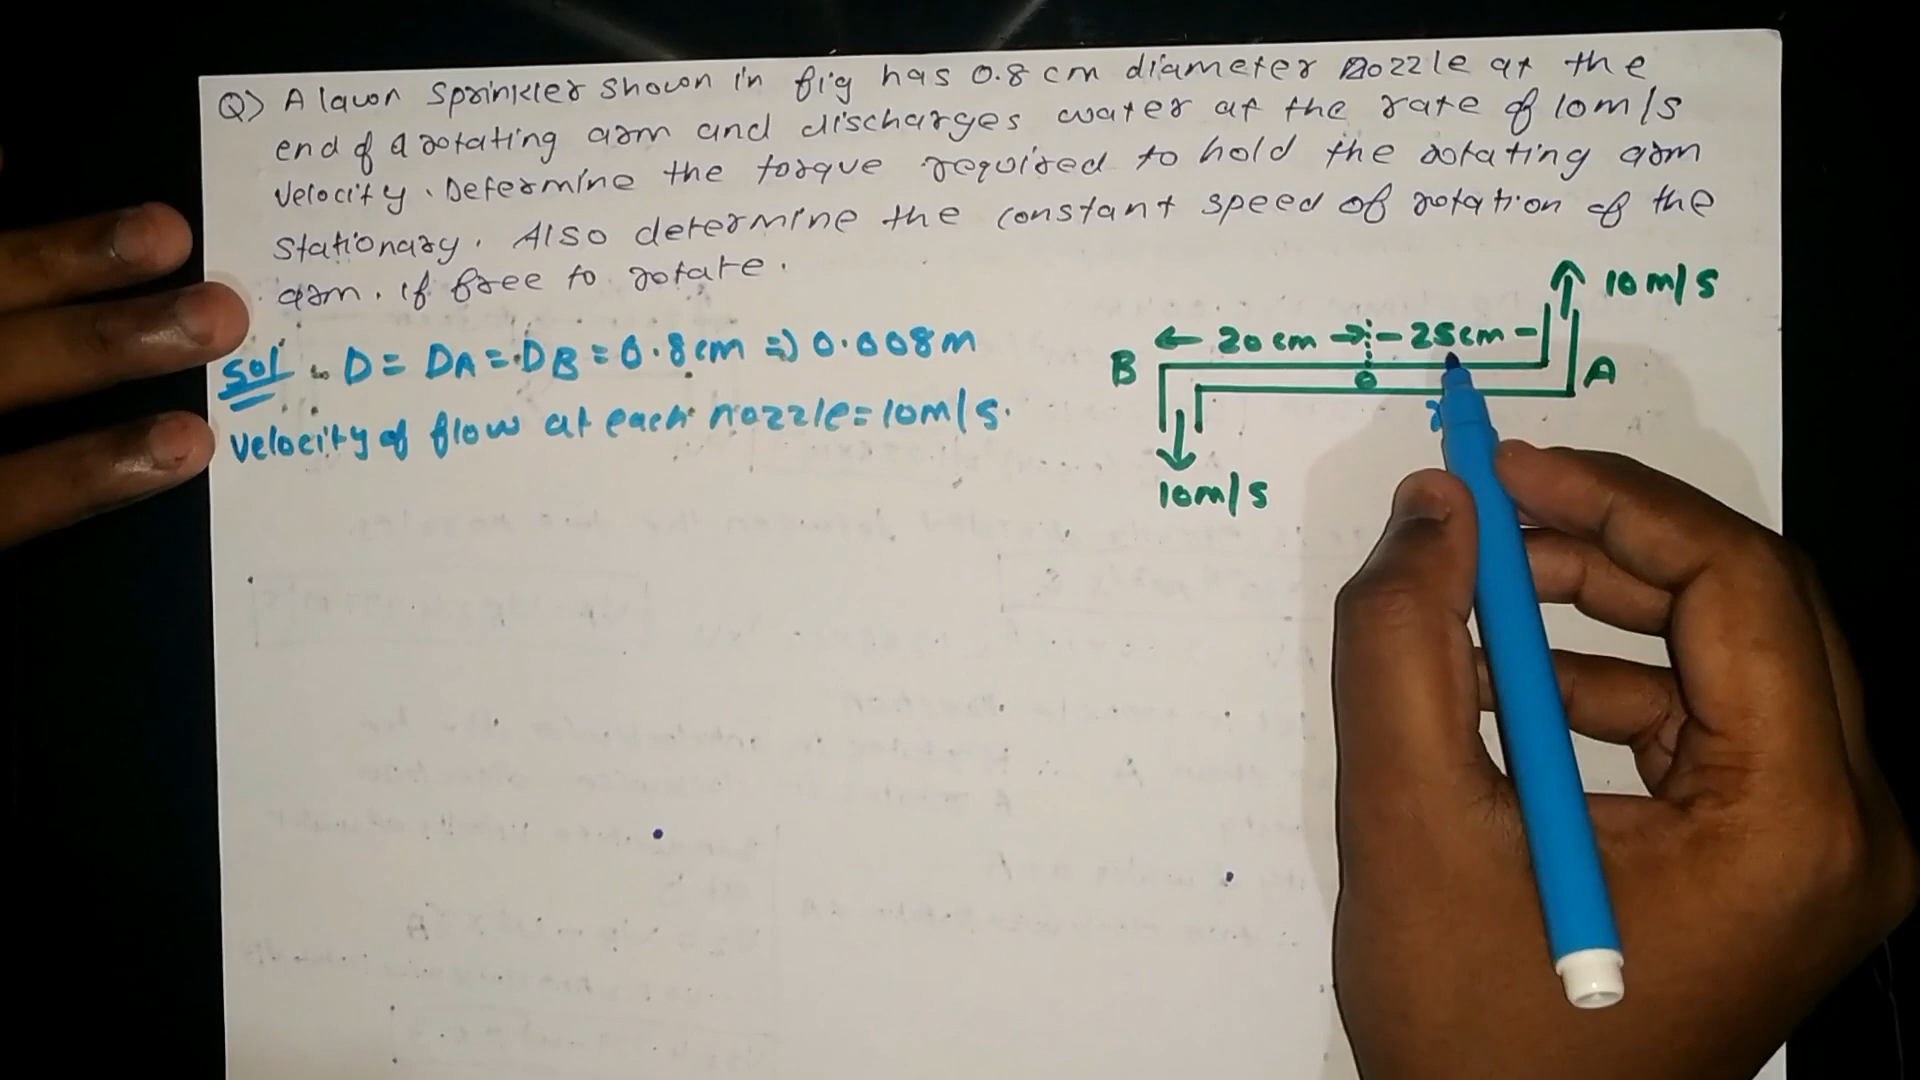 Q) A lawn Sprinkler shown in fig has 0.8 cm diameter nozzle at the
end of a rotating arm and discharges water at the rate of 10 m/s
velocity. Determine the torque required to hold the rotating arm
stationary. Also determine the constant speed of rotation of the
arm, if free to rotate.
Sol. D = DA = DB = 0.8 cm => 0.008 m
velocity of flow at each nozzle = 10 m/s.
10 m/s
← 20 cm → - 25 cm -
B
O
A
10 m/s